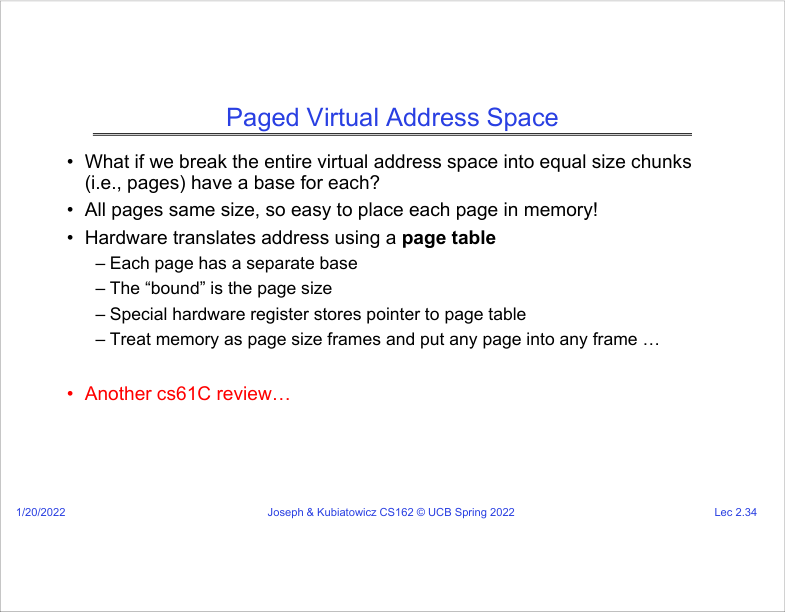 Paged Virtual Address Space
• What if we break the entire virtual address space into equal size chunks
(i.e., pages) have a base for each?
• All pages same size, so easy to place each page in memory!
• Hardware translates address using a page table
– Each page has a separate base
– The “bound” is the page size
– Special hardware register stores pointer to page table
– Treat memory as page size frames and put any page into any frame …
• Another cs61C review…
1/20/2022
Joseph & Kubiatowicz CS162 © UCB Spring 2022
Lec 2.34